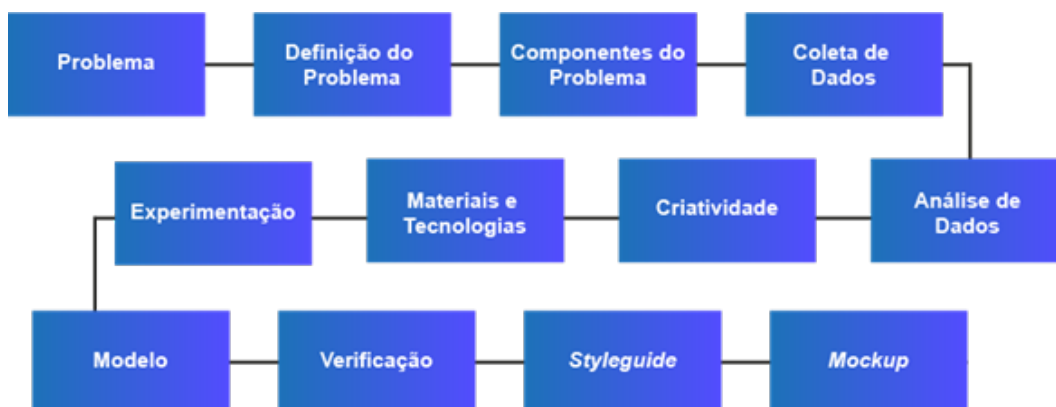 Problema
Definição do
Problema
Componentes do
Problema
Coleta de
Dados
Experimentação
Materiais e
Tecnologias
Criatividade
Análise de
Dados
Modelo
Verificação
Styleguide
Mockup